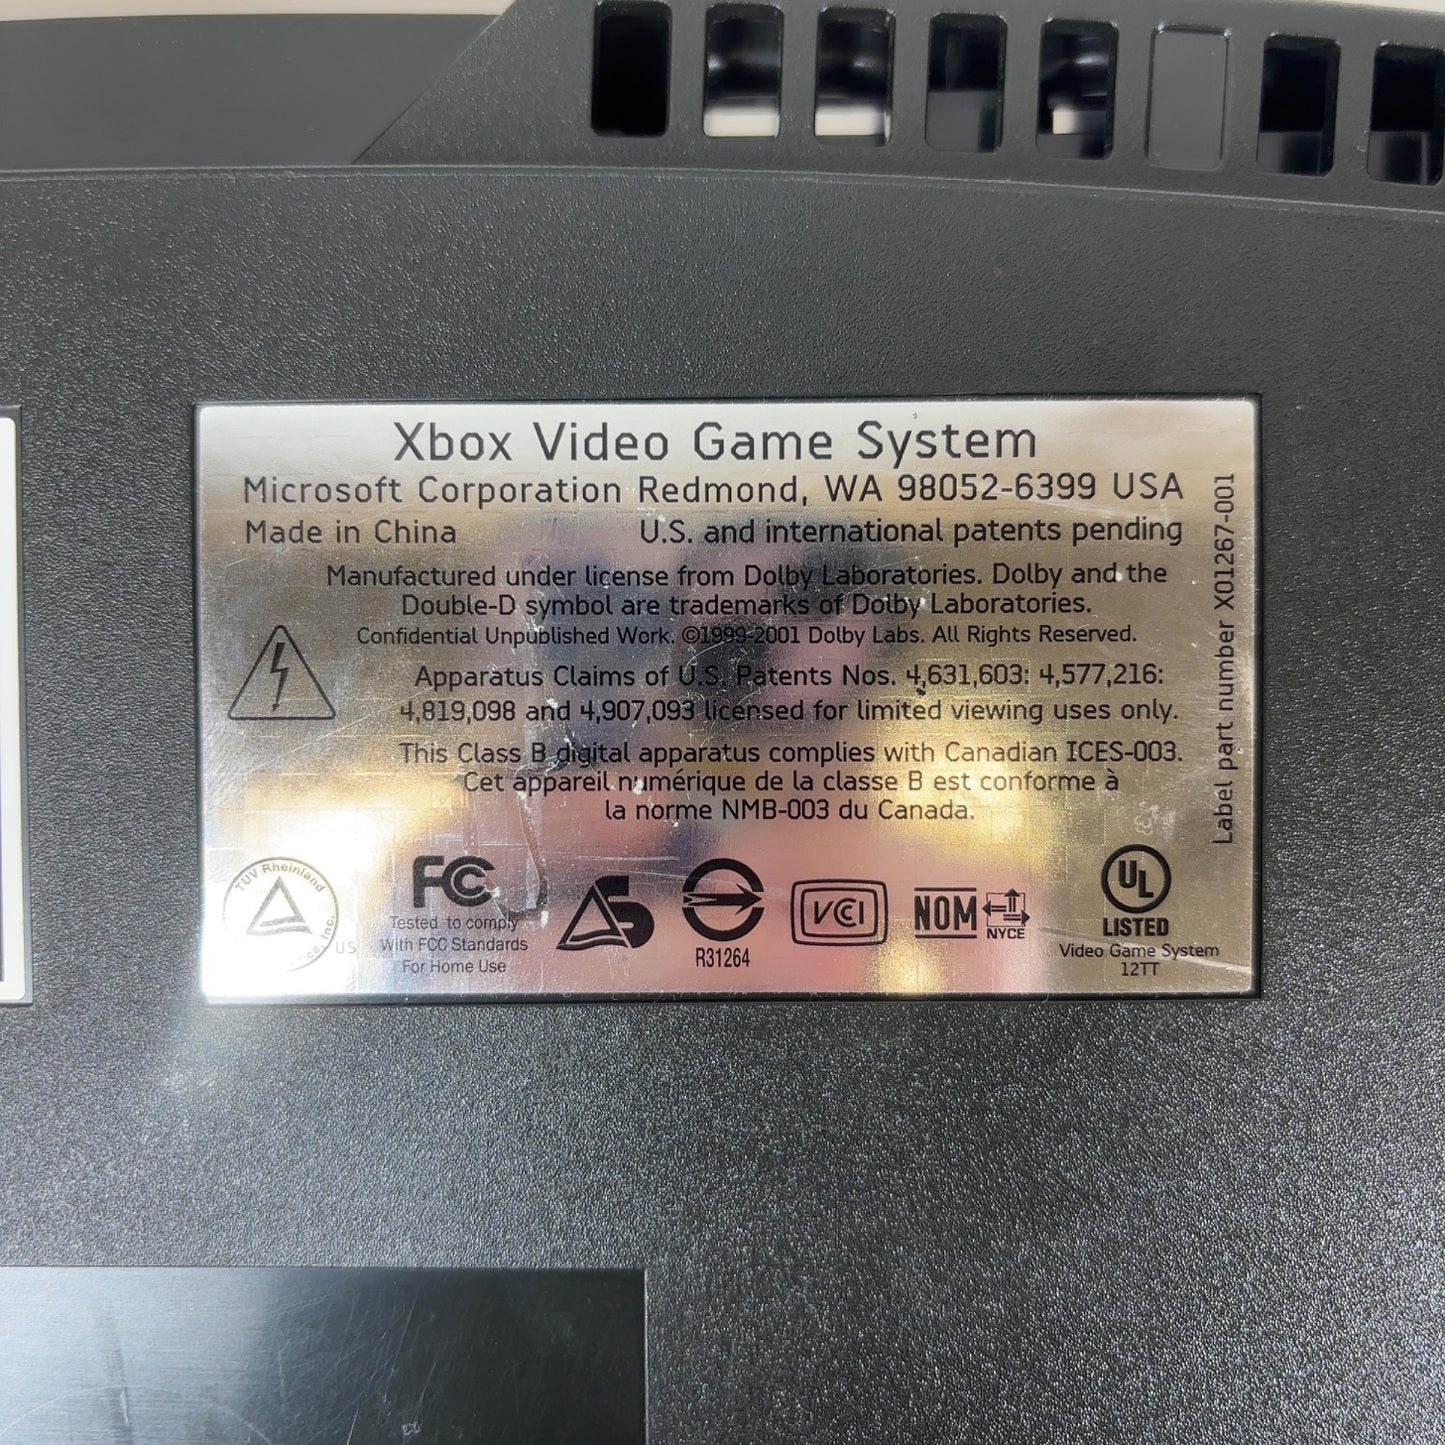 Xbox Video Game System
Microsoft Corporation Redmond, WA 98052-6399 USA
Made in China U.S. and international patents pending
Manufactured under license from Dolby Laboratories. Dolby and the
Double-D symbol are trademarks of Dolby Laboratories.
Confidential Unpublished Work. ©1999-2001 Dolby Labs. All Rights Reserved.
Apparatus Claims of U.S. Patents Nos. 4,631,603: 4,577,216:
4,819,098 and 4,907,093 licensed for limited viewing uses only.
This Class B digital apparatus complies with Canadian ICES-003.
Cet appareil numérique de la classe B est conforme à
la norme NMB-003 du Canada.
Label part number X01267-001
TÜV Rheinland
Inc.
US
FC
Tested to comply
With FCC Standards
For Home Use
R31264
VCI
NOM
NYCE
UL
LISTED
Video Game System
12TT